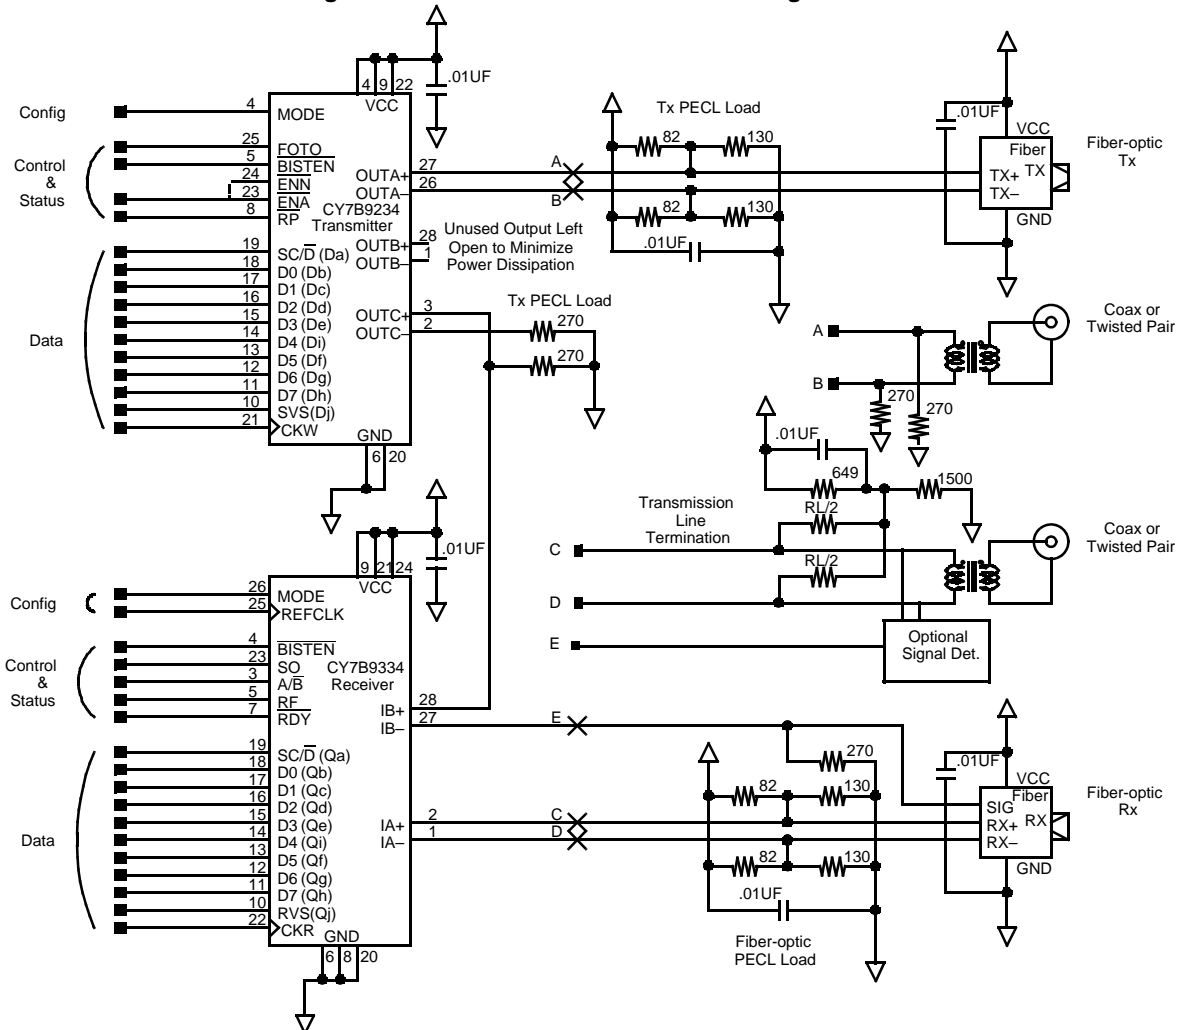 4 9 22
VCC
.01UF
Config
4
MODE
Control
&
Status
25
FOTO
5
BISTEN
24
ENN
23
ENA
8
RP
CY7B9234
Transmitter
OUTA+
27
OUTA–
26
OUTB+
28
OUTB–
1
OUTC+
3
OUTC–
2
Unused Output Left
Open to Minimize
Power Dissipation
Data
19
SC/D (Da)
18
D0 (Db)
17
D1 (Dc)
16
D2 (Dd)
15
D3 (De)
14
D4 (Di)
13
D5 (Df)
12
D6 (Dg)
11
D7 (Dh)
10
SVS(Dj)
21
CKW
GND
6 20
A
B
Tx PECL Load
82
130
82
130
.01UF
Tx PECL Load
270
270
.01UF
VCC
Fiber
TX
TX+
TX–
GND
Fiber-optic
Tx
A
B
270
270
Coax or
Twisted Pair
.01UF
649
1500
RL/2
RL/2
Transmission
Line
Termination
C
D
E
Optional
Signal Det.
Coax or
Twisted Pair
9 21 24
VCC
.01UF
Config
26
MODE
25
REFCLK
Control
&
Status
4
BISTEN
23
SO
3
A/B
5
RF
7
RDY
CY7B9334
Receiver
IB+
28
IB–
27
IA+
2
IA–
1
Data
19
SC/D (Qa)
18
D0 (Qb)
17
D1 (Qc)
16
D2 (Qd)
15
D3 (Qe)
14
D4 (Qi)
13
D5 (Qf)
12
D6 (Qg)
11
D7 (Qh)
10
RVS(Qj)
22
CKR
GND
6 8 20
E
C
D
270
82
130
82
130
.01UF
Fiber-optic
PECL Load
.01UF
VCC
Fiber
SIG
RX+
RX
RX–
GND
Fiber-optic
Rx